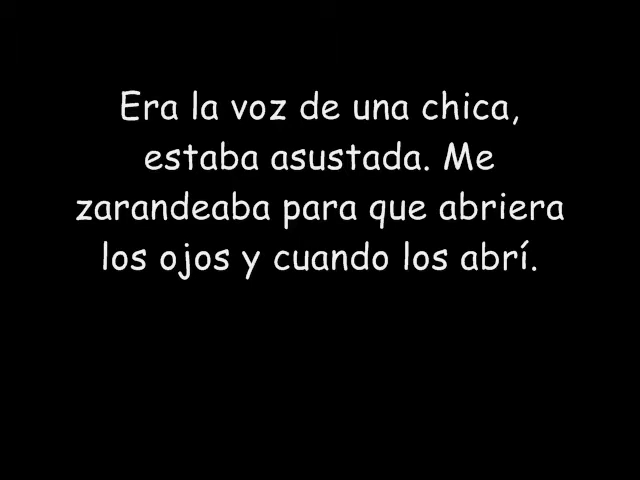 Era la voz de una chica,
estaba asustada. Me
zarandeaba para que abriera
los ojos y cuando los abrí.